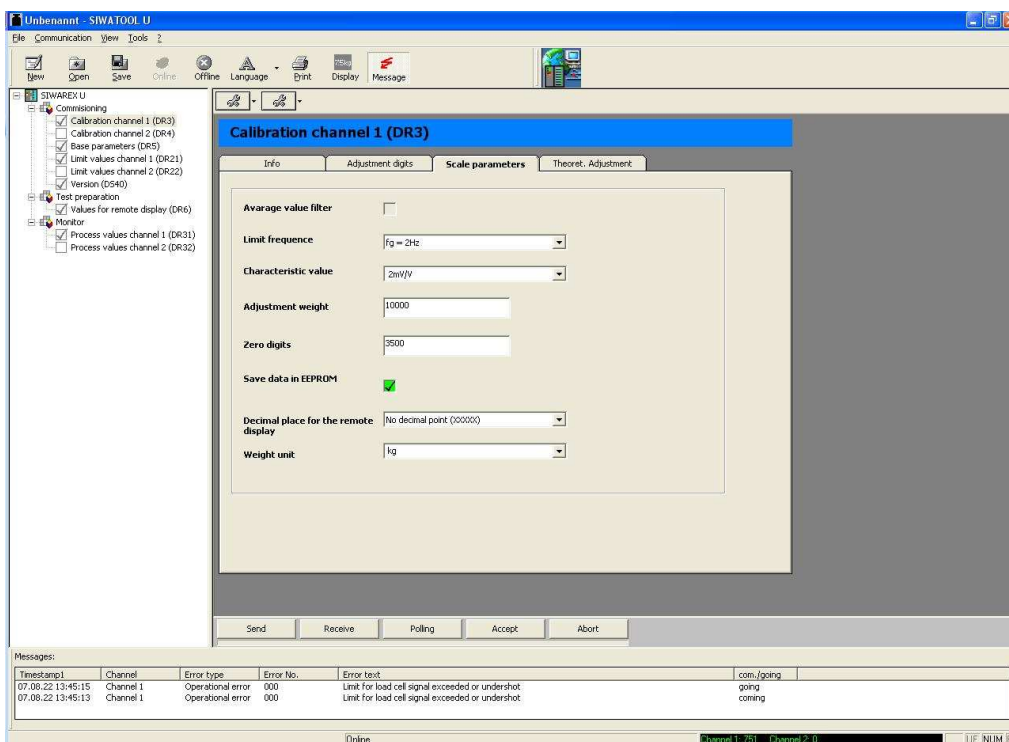 Unbenannt - SIWATOOL U
File Communication View Tools ?
New Open Save Online Offline Language Print Display Message
75kg
SIWAREX U
Commisioning
Calibration channel 1 (DR3)
Calibration channel 2 (DR4)
Base parameters (DR5)
Limit values channel 1 (DR21)
Limit values channel 2 (DR22)
Version (DS40)
Test preparation
Values for remote display (DR6)
Monitor
Process values channel 1 (DR31)
Process values channel 2 (DR32)
Calibration channel 1 (DR3)
Info Adjustment digits Scale parameters Theoret. Adjustment
Avarage value filter
Limit frequence fg = 2Hz
Characteristic value 2mV/V
Adjustment weight 10000
Zero digits 3500
Save data in EEPROM
Decimal place for the remote display No decimal point (XXXXX)
Weight unit kg
Send Receive Polling Accept Abort
Messages:
Timestamp1 Channel Error type Error No. Error text com./going
07.08.22 13:45:15 Channel 1 Operational error 000 Limit for load cell signal exceeded or undershot going
07.08.22 13:45:13 Channel 1 Operational error 000 Limit for load cell signal exceeded or undershot coming
Online Channel 1: 751 Channel 2: 0 UF NUM